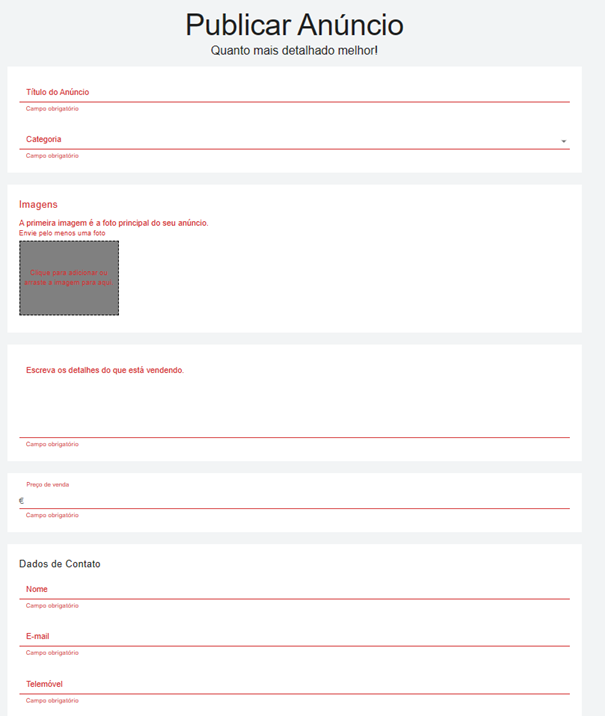 Publicar Anúncio
Quanto mais detalhado melhor!
Título do Anúncio
Campo obrigatório
Categoria
Campo obrigatório
Imagens
A primeira imagem é a foto principal do seu anúncio.
Envie pelo menos uma foto
Clique para adicionar ou
arraste a imagem para aqui.
Escreva os detalhes do que está vendendo.
Campo obrigatório
Preço de venda
€
Campo obrigatório
Dados de Contato
Nome
Campo obrigatório
E-mail
Campo obrigatório
Telemóvel
Campo obrigatório